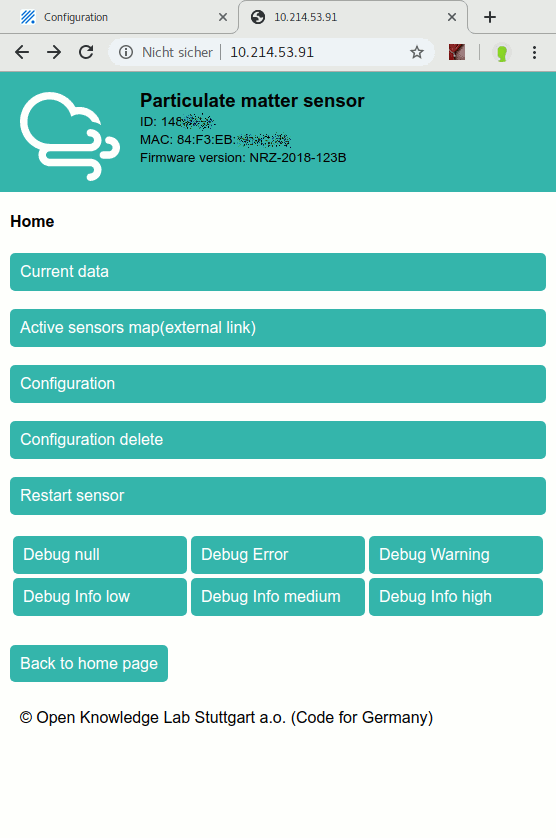 Configuration
10.214.53.91
Nicht sicher
10.214.53.91
Particulate matter sensor
ID: 148
MAC: 84:F3:EB:
Firmware version: NRZ-2018-123B
Home
Current data
Active sensors map(external link)
Configuration
Configuration delete
Restart sensor
Debug null Debug Error Debug Warning
Debug Info low Debug Info medium Debug Info high
Back to home page
© Open Knowledge Lab Stuttgart a.o. (Code for Germany)